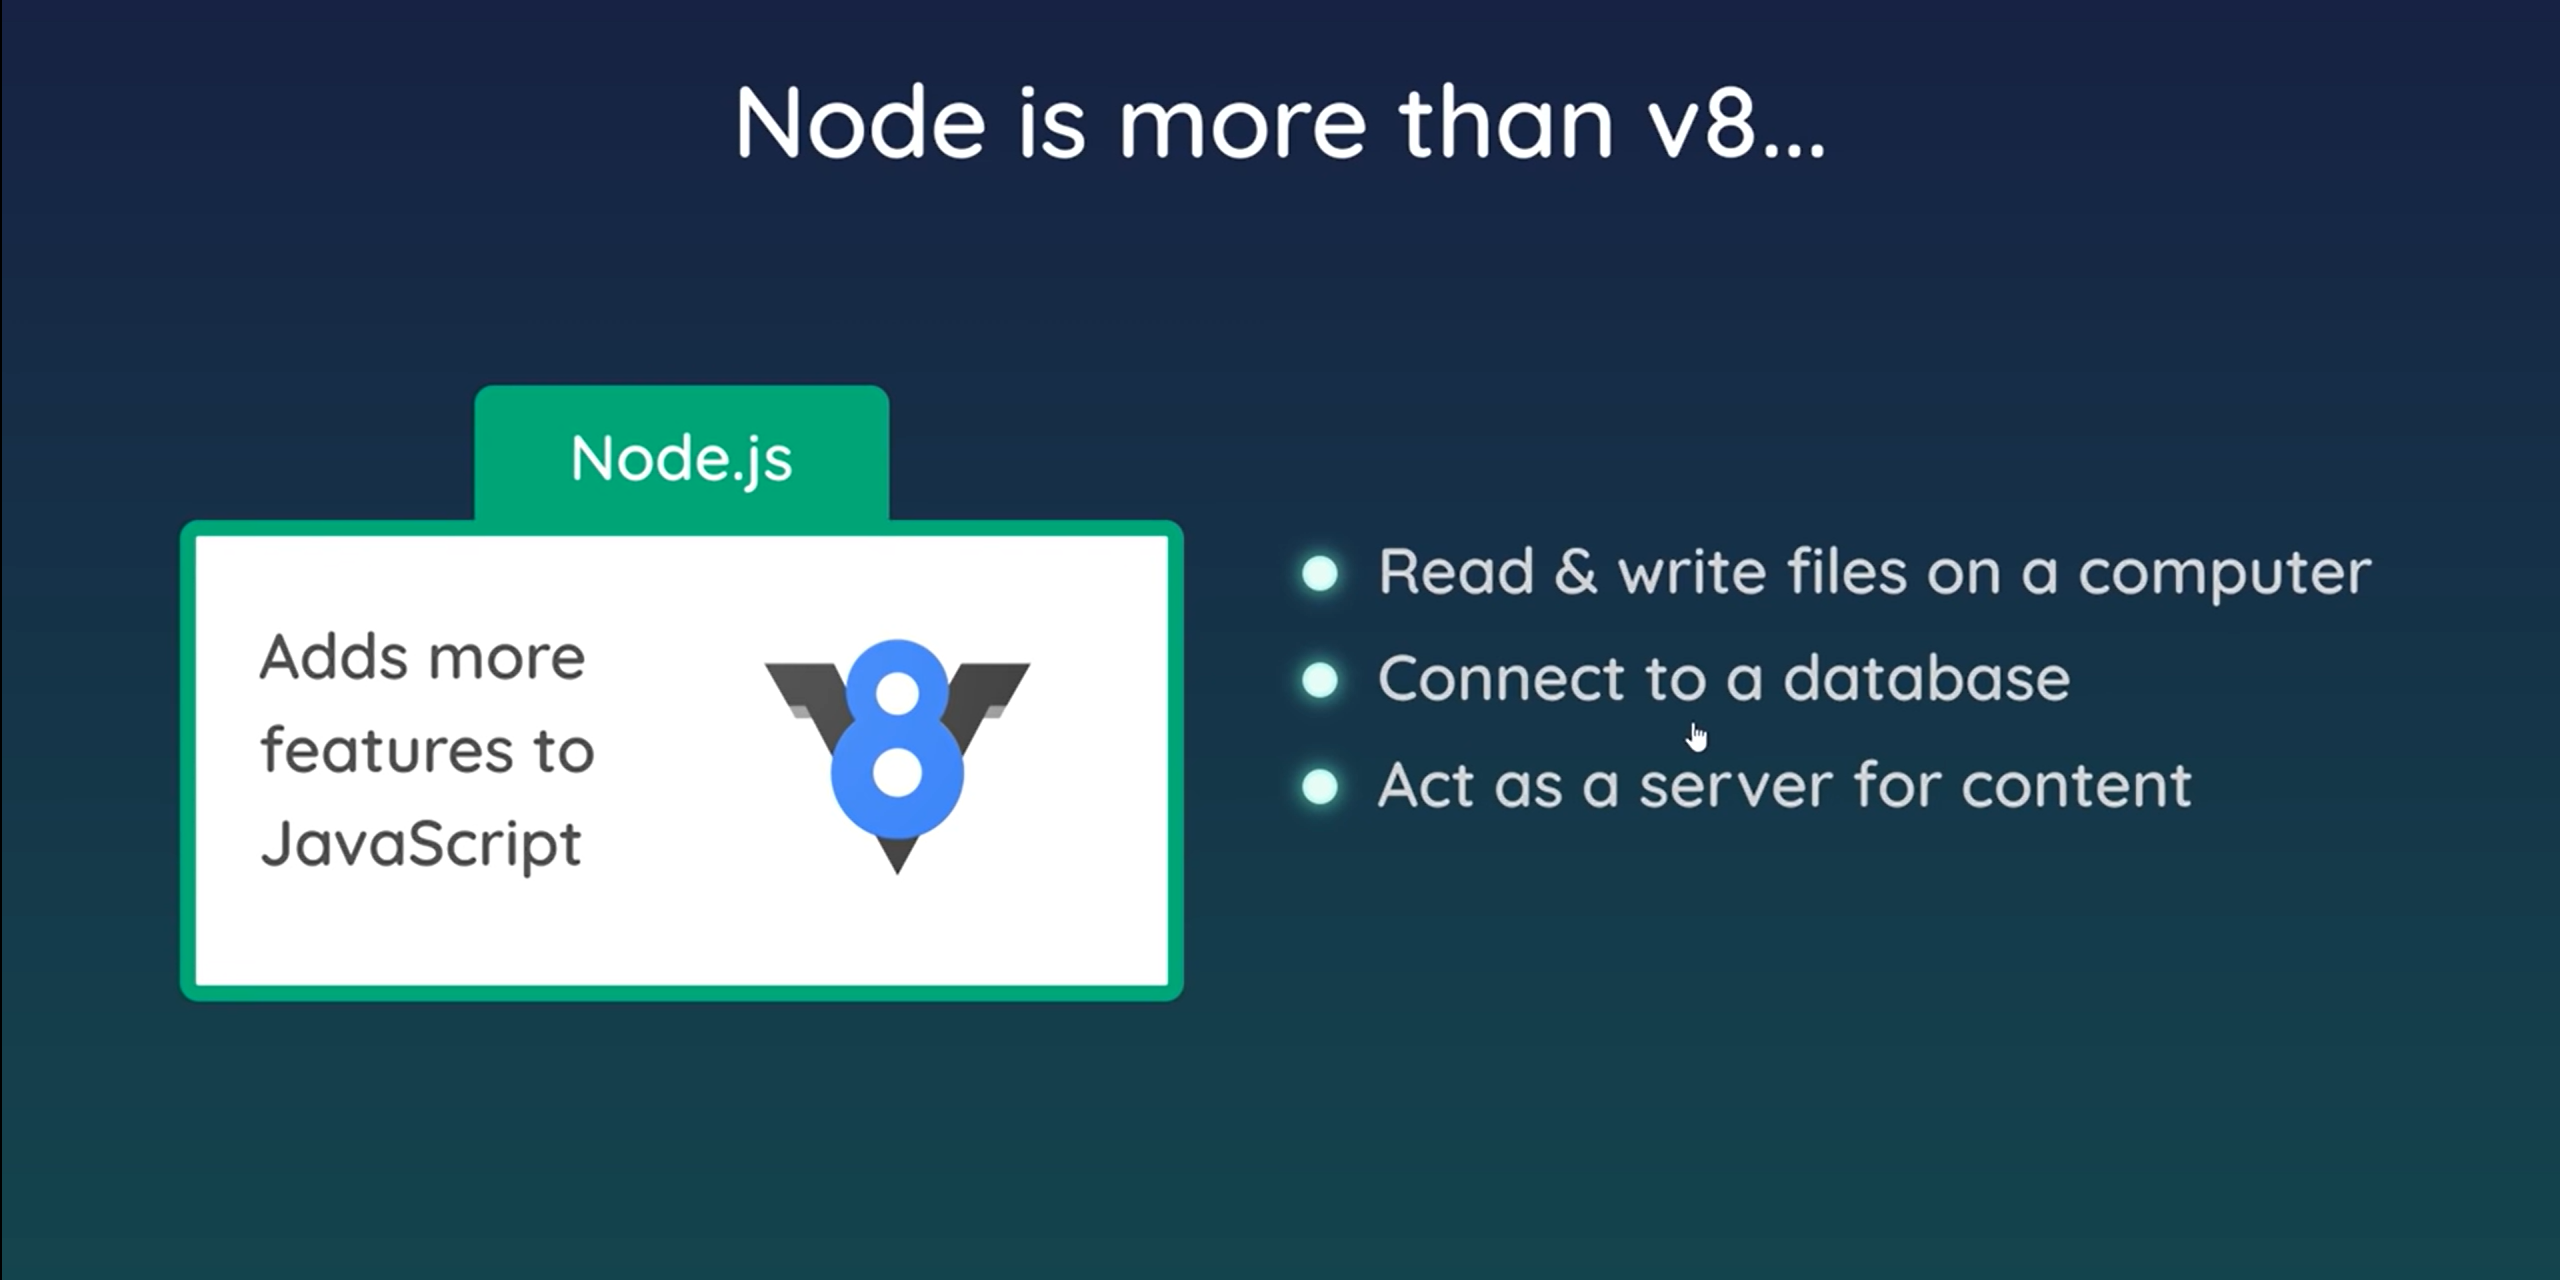 Node is more than v8...
Node.js
Adds more
features to
JavaScript
V8
Read & write files on a computer
Connect to a database
Act as a server for content